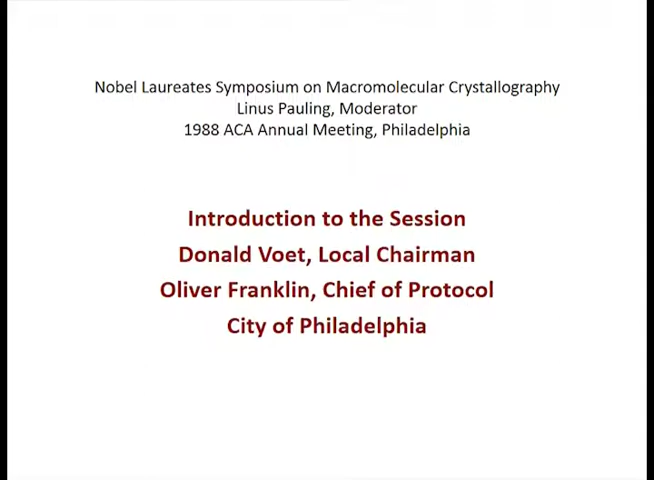 Nobel Laureates Symposium on Macromolecular Crystallography
Linus Pauling, Moderator
1988 ACA Annual Meeting, Philadelphia
Introduction to the Session
Donald Voet, Local Chairman
Oliver Franklin, Chief of Protocol
City of Philadelphia